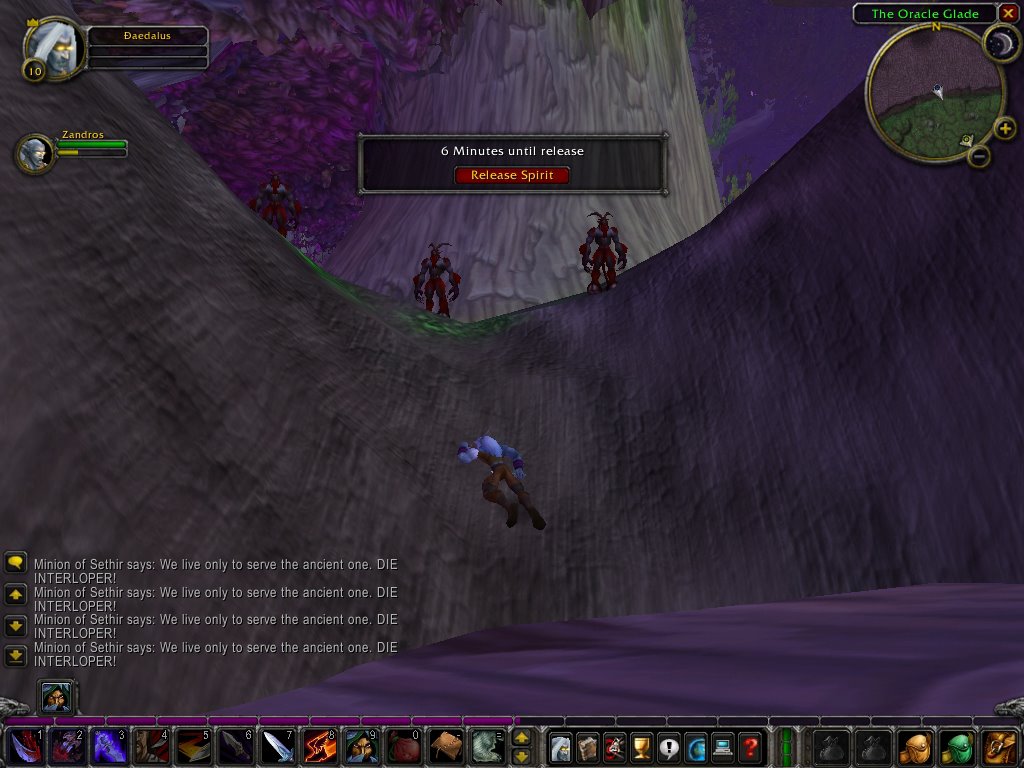 Ðaedalus
10
Zandros
The Oracle Glade
N
6 Minutes until release
Release Spirit
Minion of Sethir says: We live only to serve the ancient one. DIE
INTERLOPER!
Minion of Sethir says: We live only to serve the ancient one. DIE
INTERLOPER!
Minion of Sethir says: We live only to serve the ancient one. DIE
INTERLOPER!
Minion of Sethir says: We live only to serve the ancient one. DIE
INTERLOPER!
1 2 3 4 5 6 7 8 9 0 - =